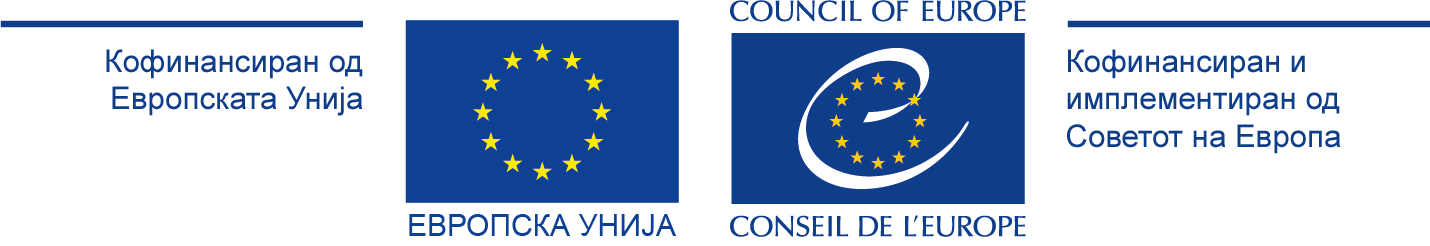 Кофинансиран од
Европската Унија
ЕВРОПСКА УНИЈА
COUNCIL OF EUROPE
CONSEIL DE L'EUROPE
Кофинансиран и
имплементиран од
Советот на Европа